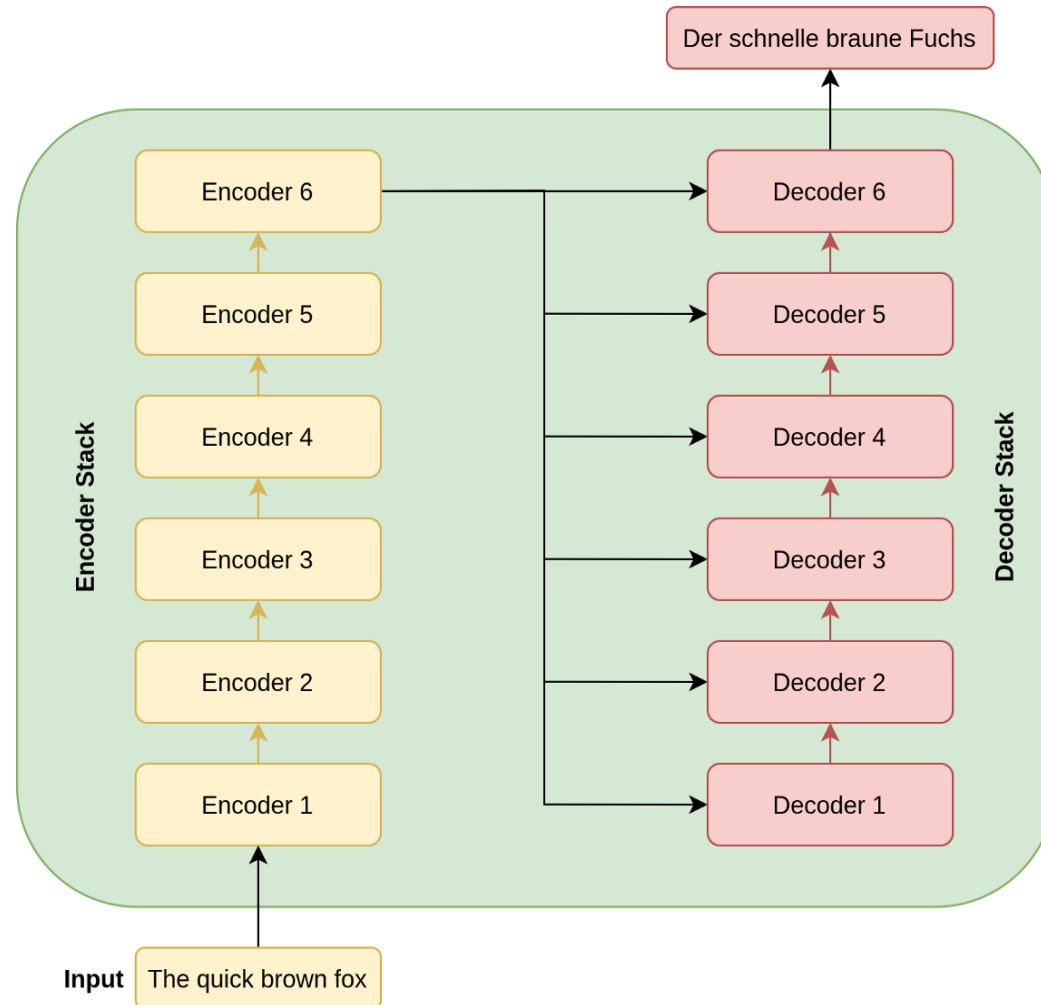 Der schnelle braune Fuchs
Encoder 6
Decoder 6
Encoder 5
Decoder 5
Encoder 4
Decoder 4
Encoder Stack
Decoder Stack
Encoder 3
Decoder 3
Encoder 2
Decoder 2
Encoder 1
Decoder 1
Input
The quick brown fox